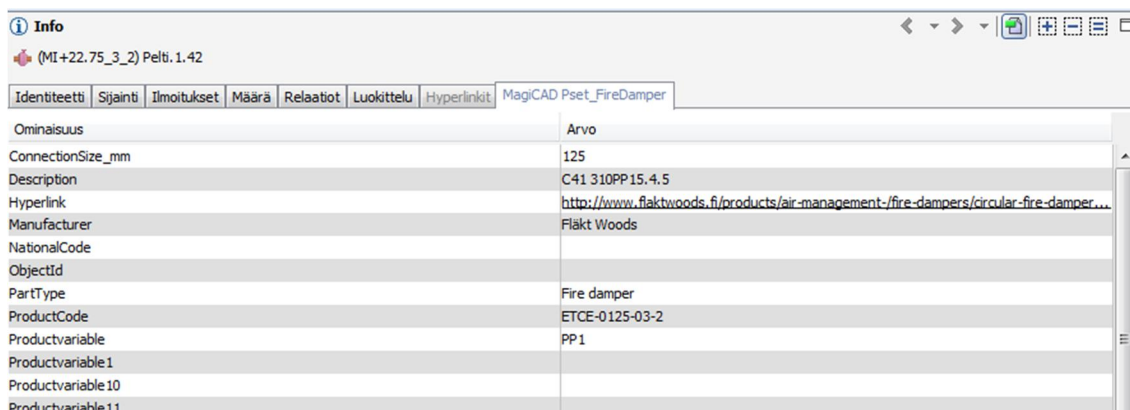 Info
(MI+22.75_3_2) Pelti.1.42
Identiteetti Sijainti Ilmoitukset Määrä Relaatiot Luokittelu Hyperlinkit MagiCAD Pset_FireDamper
Ominaisuus Arvo
ConnectionSize_mm 125
Description C41 310PP15.4.5
Hyperlink http://www.flaktwoods.fi/products/air-management-/fire-dampers/circular-fire-damper...
Manufacturer Fläkt Woods
NationalCode
ObjectId
PartType Fire damper
ProductCode ETCE-0125-03-2
Productvariable PP1
Productvariable1
Productvariable10
Productvariable11